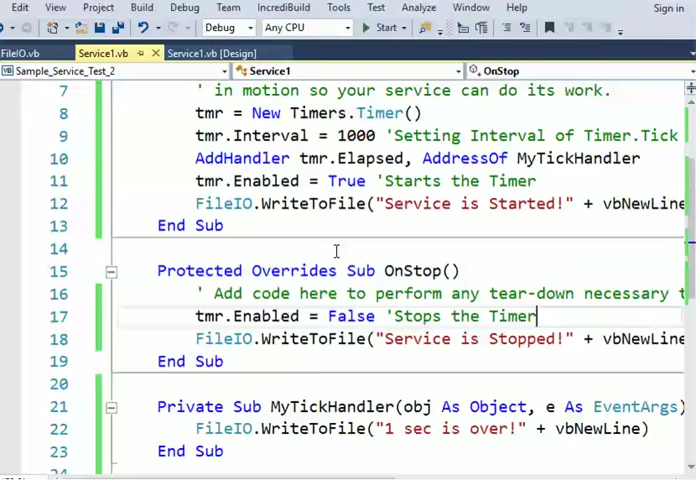 Edit View Project Build Debug Team IncrediBuild Tools Test Analyze Window Help Sign in
Debug Any CPU Start
FileIO.vb Service1.vb Service1.vb [Design]
Sample_Service_Test_2 Service1 OnStop
7 ' in motion so your service can do its work.
8 tmr = New Timers.Timer()
9 tmr.Interval = 1000 'Setting Interval of Timer.Tick
10 AddHandler tmr.Elapsed, AddressOf MyTickHandler
11 tmr.Enabled = True 'Starts the Timer
12 FileIO.WriteToFile("Service is Started!" + vbNewLine
13 End Sub
14
15 Protected Overrides Sub OnStop()
16 ' Add code here to perform any tear-down necessary t
17 tmr.Enabled = False 'Stops the Timer
18 FileIO.WriteToFile("Service is Stopped!" + vbNewLine
19 End Sub
20
21 Private Sub MyTickHandler(obj As Object, e As EventArgs)
22 FileIO.WriteToFile("1 sec is over!" + vbNewLine)
23 End Sub